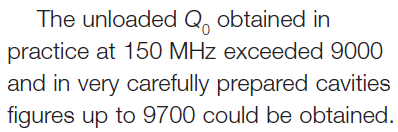 The unloaded Q₀ obtained in
practice at 150 MHz exceeded 9000
and in very carefully prepared cavities
figures up to 9700 could be obtained.